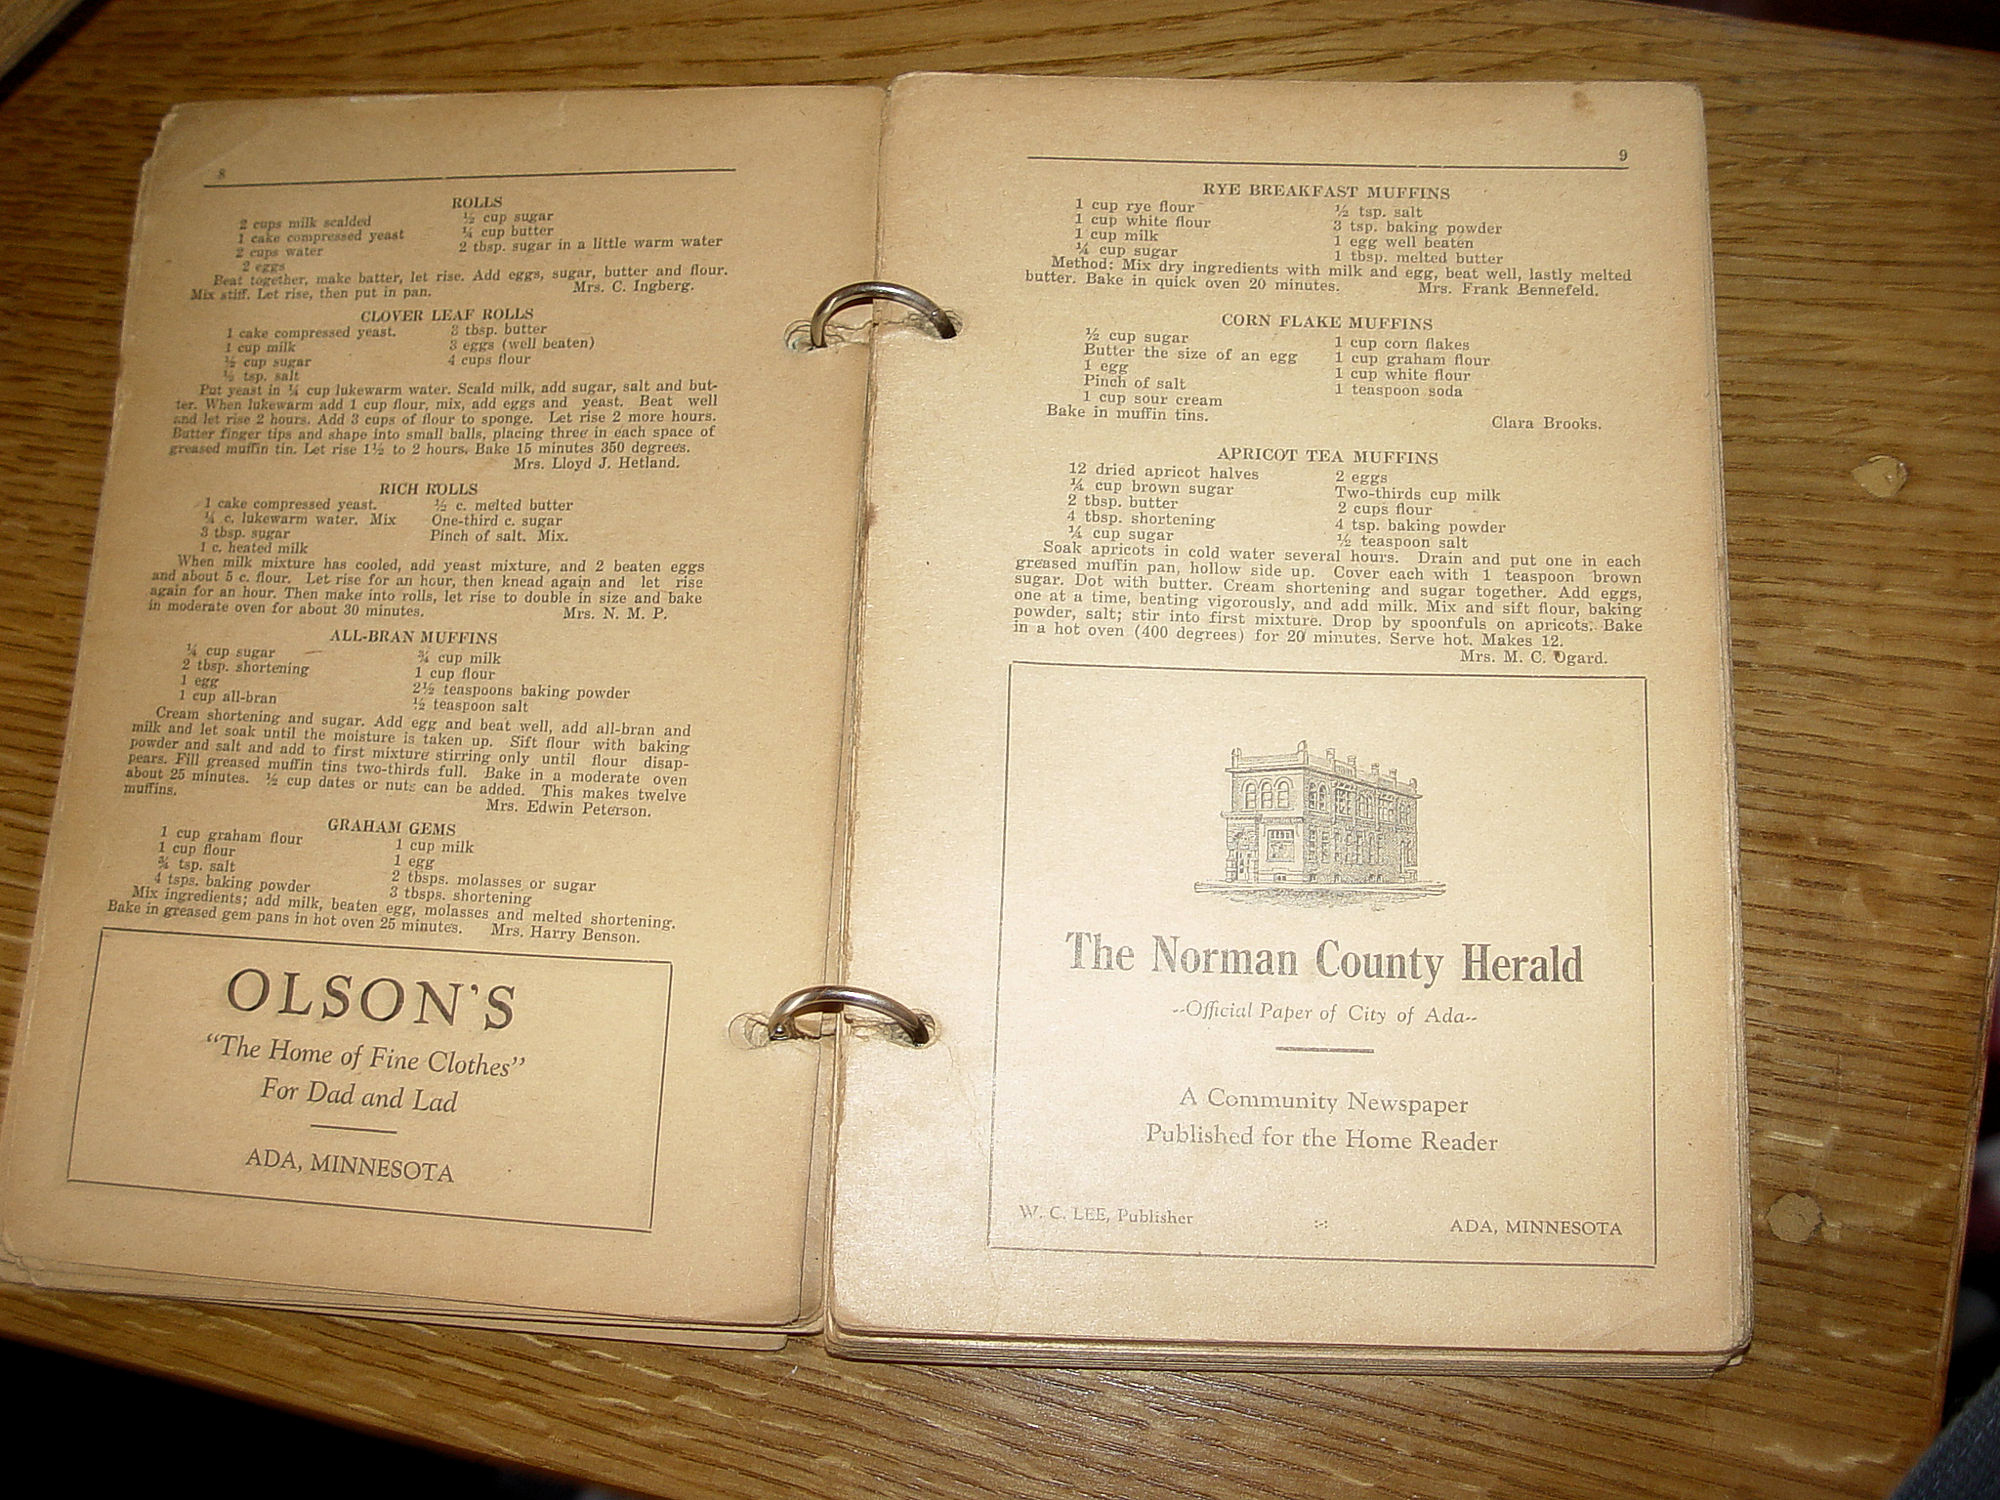 8
ROLLS
2 cups milk scalded
1 cake compressed yeast
2 cups water
2 eggs
½ cup sugar
¼ cup butter
2 tbsp. sugar in a little warm water
Beat together, make batter, let rise. Add eggs, sugar, butter and flour.
Mix stiff. Let rise, then put in pan. Mrs. C. Ingberg.
CLOVER LEAF ROLLS
1 cake compressed yeast.
1 cup milk
½ cup sugar
½ tsp. salt
3 tbsp. butter
3 eggs (well beaten)
4 cups flour
Put yeast in ¼ cup lukewarm water. Scald milk, add sugar, salt and but-
ter. When lukewarm add 1 cup flour, mix, add eggs and yeast. Beat well
and let rise 2 hours. Add 3 cups of flour to sponge. Let rise 2 more hours.
Butter finger tips and shape into small balls, placing three in each space of
greased muffin tin. Let rise 1½ to 2 hours. Bake 15 minutes 350 degrees.
Mrs. Lloyd J. Hetland.
RICH ROLLS
1 cake compressed yeast.
¼ c. lukewarm water. Mix
3 tbsp. sugar
1 c. heated milk
½ c. melted butter
One-third c. sugar
Pinch of salt. Mix.
When milk mixture has cooled, add yeast mixture, and 2 beaten eggs
and about 5 c. flour. Let rise for an hour, then knead again and let rise
again for an hour. Then make into rolls, let rise to double in size and bake
in moderate oven for about 30 minutes. Mrs. N. M. P.
ALL-BRAN MUFFINS
¼ cup sugar
2 tbsp. shortening
1 egg
1 cup all-bran
¾ cup milk
1 cup flour
2½ teaspoons baking powder
½ teaspoon salt
Cream shortening and sugar. Add egg and beat well, add all-bran and
milk and let soak until the moisture is taken up. Sift flour with baking
powder and salt and add to first mixture stirring only until flour disap-
pears. Fill greased muffin tins two-thirds full. Bake in a moderate oven
about 25 minutes. ½ cup dates or nuts can be added. This makes twelve
muffins. Mrs. Edwin Peterson.
GRAHAM GEMS
1 cup graham flour
1 cup flour
¾ tsp. salt
4 tsps. baking powder
1 cup milk
1 egg
2 tbsps. molasses or sugar
3 tbsps. shortening
Mix ingredients; add milk, beaten egg, molasses and melted shortening.
Bake in greased gem pans in hot oven 25 minutes. Mrs. Harry Benson.
OLSON'S
"The Home of Fine Clothes"
For Dad and Lad
ADA, MINNESOTA
9
RYE BREAKFAST MUFFINS
1 cup rye flour
1 cup white flour
1 cup milk
¼ cup sugar
½ tsp. salt
3 tsp. baking powder
1 egg well beaten
1 tbsp. melted butter
Method: Mix dry ingredients with milk and egg, beat well, lastly melted
butter. Bake in quick oven 20 minutes. Mrs. Frank Bennefeld.
CORN FLAKE MUFFINS
½ cup sugar
Butter the size of an egg
1 egg
Pinch of salt
1 cup sour cream
1 cup corn flakes
1 cup graham flour
1 cup white flour
1 teaspoon soda
Bake in muffin tins.
Clara Brooks.
APRICOT TEA MUFFINS
12 dried apricot halves
¼ cup brown sugar
2 tbsp. butter
4 tbsp. shortening
¼ cup sugar
2 eggs
Two-thirds cup milk
2 cups flour
4 tsp. baking powder
½ teaspoon salt
Soak apricots in cold water several hours. Drain and put one in each
greased muffin pan, hollow side up. Cover each with 1 teaspoon brown
sugar. Dot with butter. Cream shortening and sugar together. Add eggs,
one at a time, beating vigorously, and add milk. Mix and sift flour, baking
powder, salt; stir into first mixture. Drop by spoonfuls on apricots. Bake
in a hot oven (400 degrees) for 20 minutes. Serve hot. Makes 12.
Mrs. M. C. Ogard.
The Norman County Herald
--Official Paper of City of Ada--
A Community Newspaper
Published for the Home Reader
W. C. LEE, Publisher :-: ADA, MINNESOTA